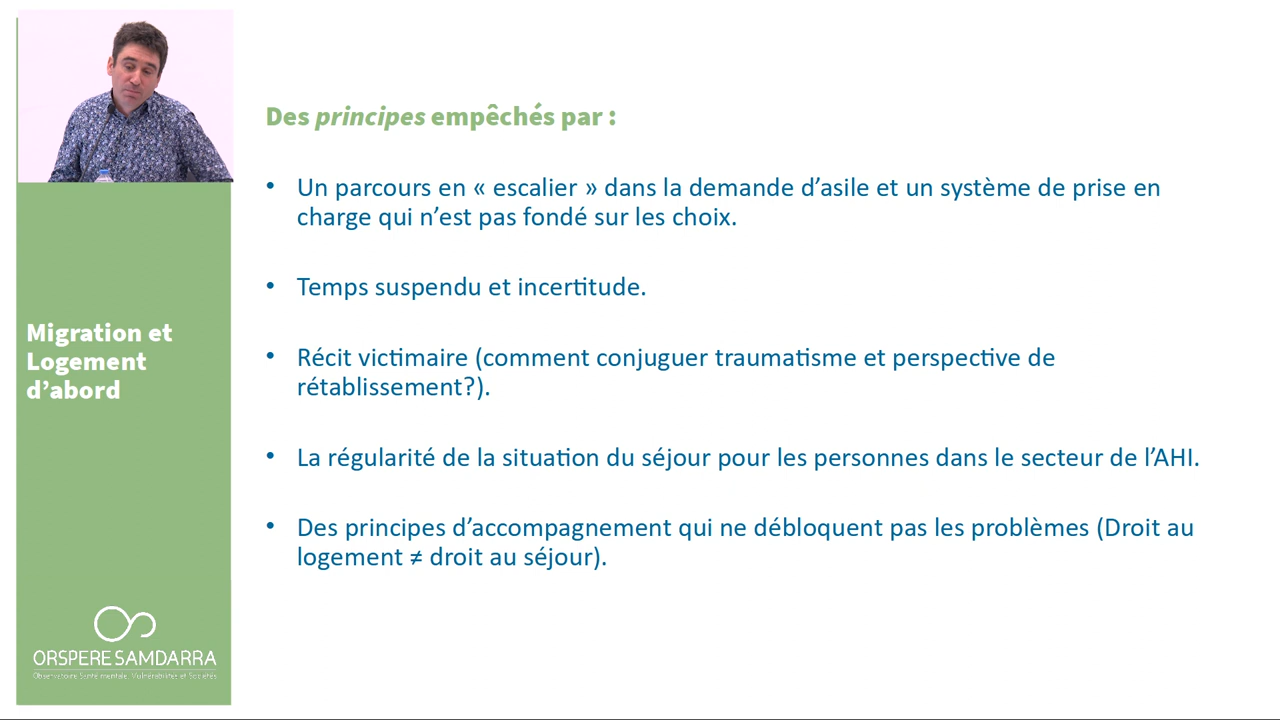 Des principes empêchés par :
• Un parcours en « escalier » dans la demande d’asile et un système de prise en
charge qui n’est pas fondé sur les choix.
• Temps suspendu et incertitude.
• Récit victimaire (comment conjuguer traumatisme et perspective de
rétablissement?).
• La régularité de la situation du séjour pour les personnes dans le secteur de l’AHI.
• Des principes d’accompagnement qui ne débloquent pas les problèmes (Droit au
logement ≠ droit au séjour).
Migration et
Logement
d’abord
ORSPERE SAMDARRA
Observatoire Santé mentale, Vulnérabilités et Sociétés